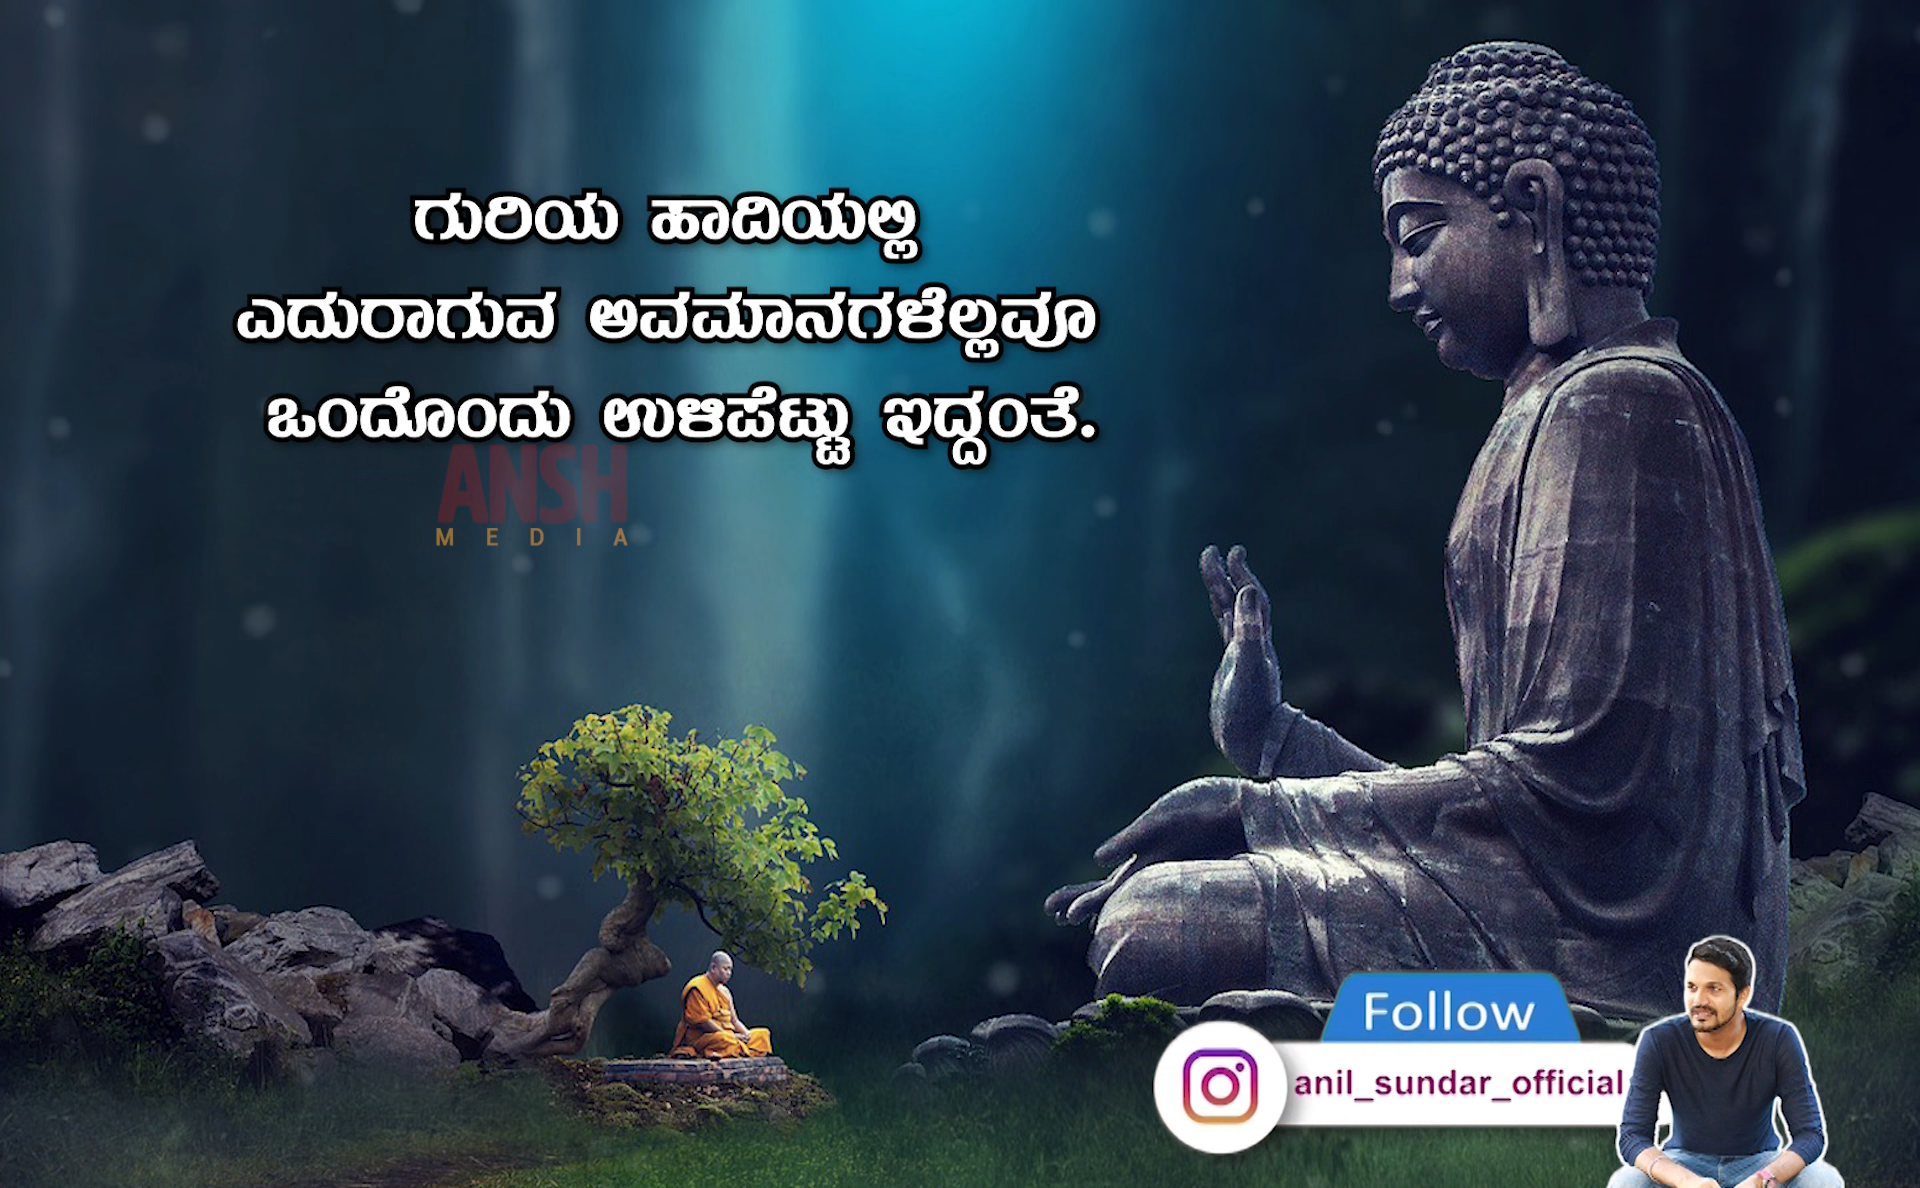 ಗುರಿಯ ಹಾದಿಯಲ್ಲಿ
ಎದುರಾಗುವ ಅವಮಾನಗಳೆಲ್ಲವೂ
ಒಂದೊಂದು ಉಳಿಪೆಟ್ಟು ಇದ್ದಂತೆ.
ANSH
MEDIA
Follow
anil_sundar_official